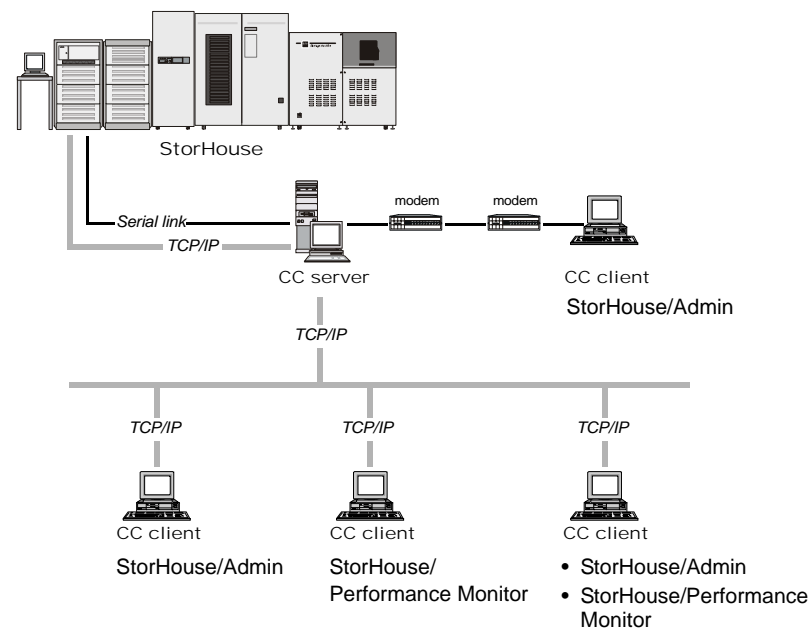 StorHouse
modem
modem
Serial link
TCP/IP
CC server
CC client
StorHouse/Admin
TCP/IP
TCP/IP
TCP/IP
TCP/IP
CC client
CC client
CC client
StorHouse/Admin
StorHouse/
Performance Monitor
• StorHouse/Admin
• StorHouse/Performance
Monitor